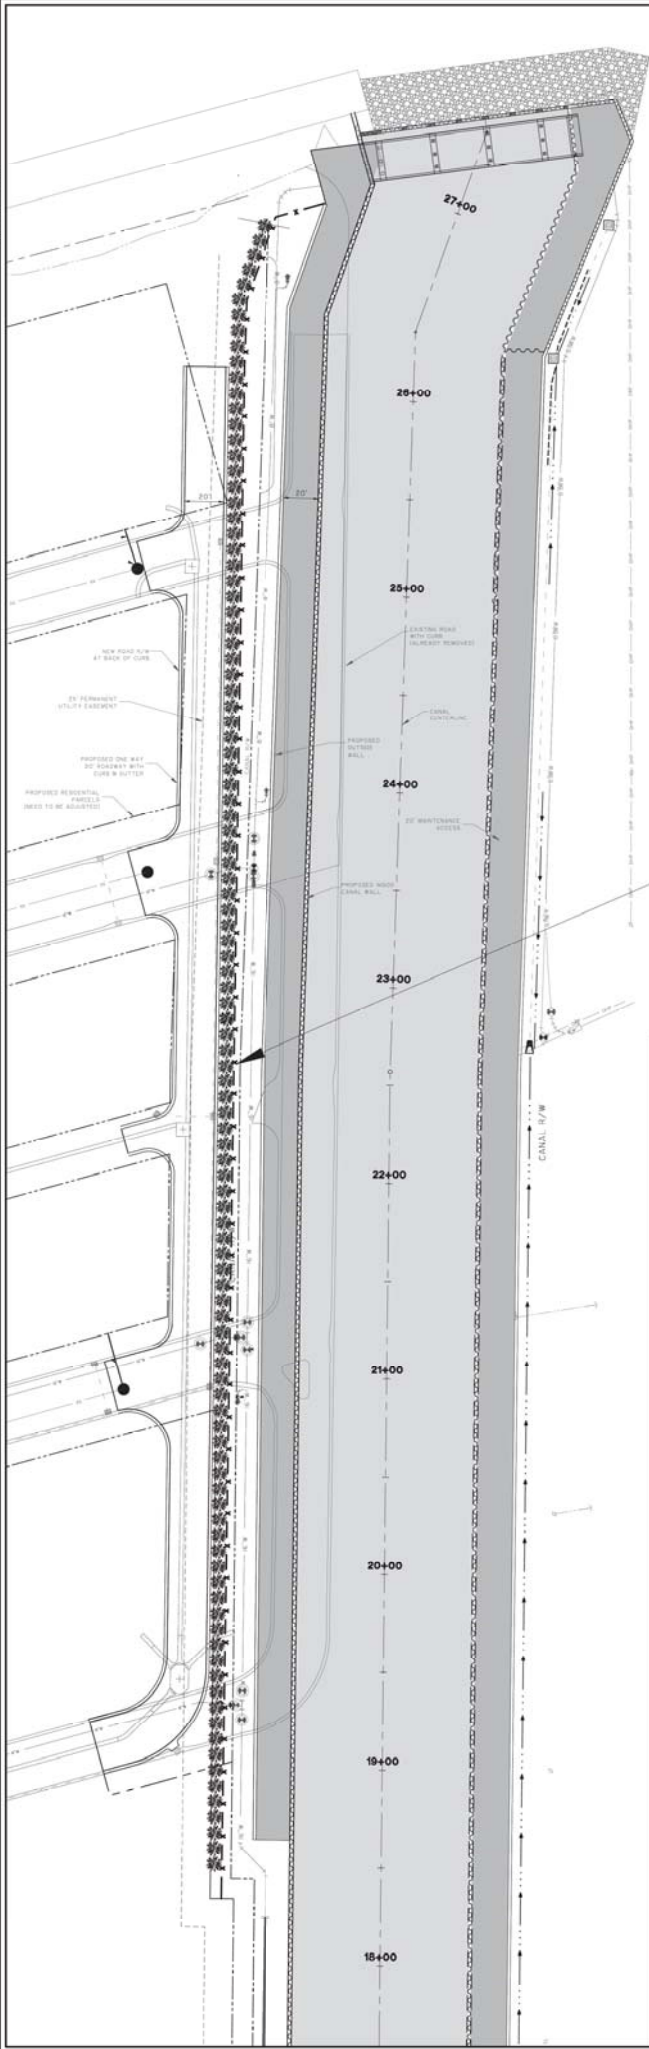 27+00
26+00
20'
20'
25+00
EXISTING ROAD
WITH CURB
(ALREADY REMOVED)
NEW ROAD R/W
AT BACK OF CURB
25' PERMANENT
UTILITY EASEMENT
CANAL
CENTERLINE
PROPOSED
OUTSIDE
WALL
PROPOSED ONE WAY
20' ROADWAY WITH
CURB N GUTTER
24+00
PROPOSED RESIDENTIAL
PARCELS
(NEED TO BE ADJUSTED)
20' MAINTENANCE
ACCESS
PROPOSED INSIDE
CANAL WALL
23+00
CANAL R/W
22+00
21+00
20+00
19+00
18+00